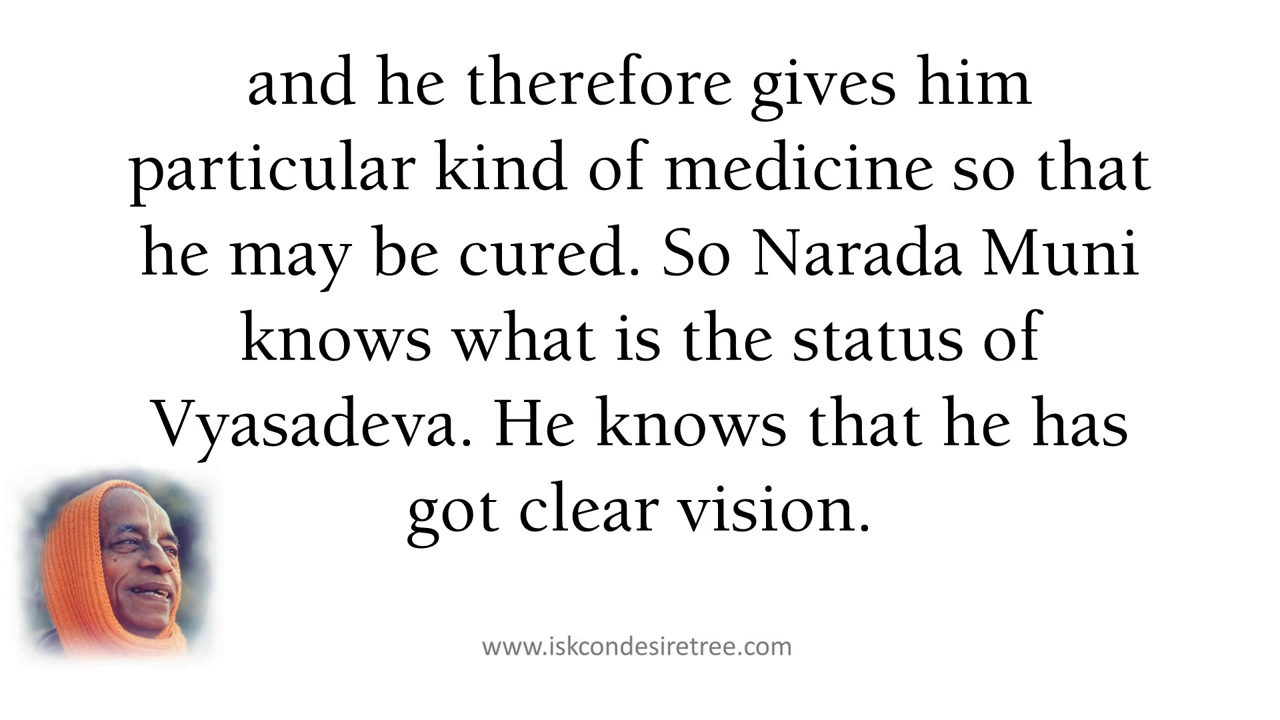 and he therefore gives him
particular kind of medicine so that
he may be cured. So Narada Muni
knows what is the status of
Vyasadeva. He knows that he has
got clear vision.
www.iskcondesiretree.com